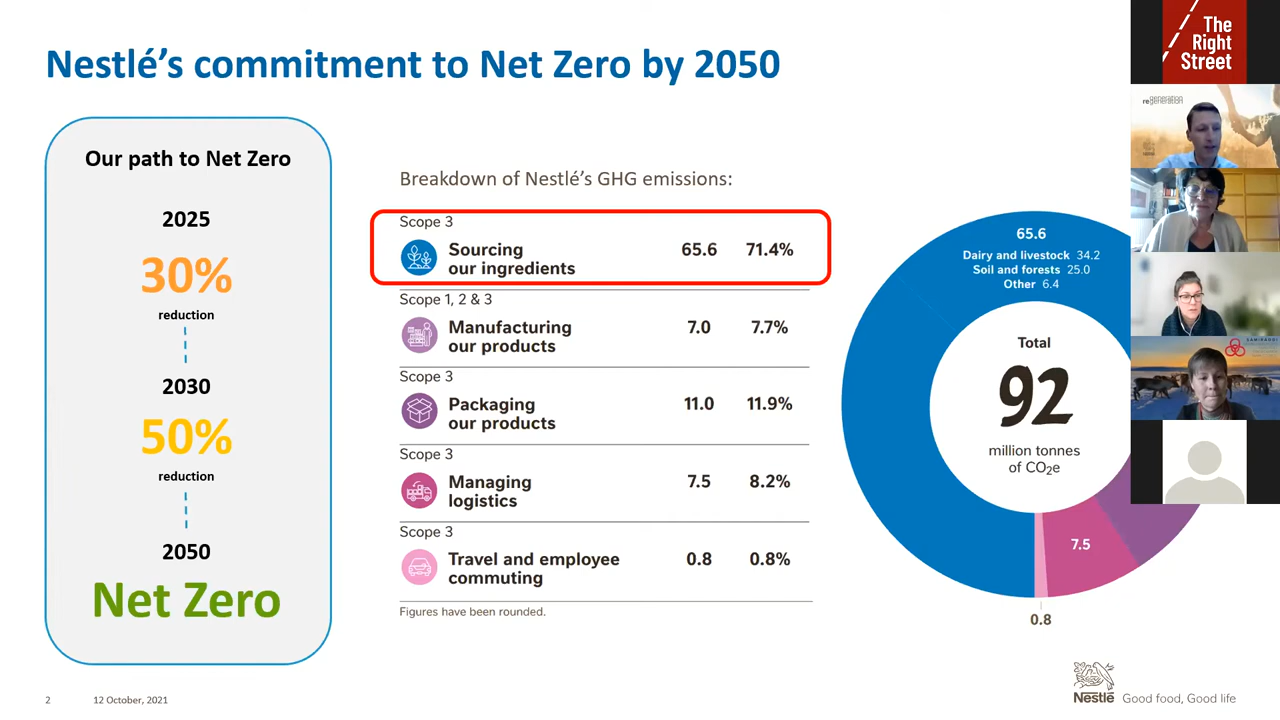 Nestlé's commitment to Net Zero by 2050
The
Right
Street
regeneration
generation
Our path to Net Zero
2025
30%
reduction
2030
50%
reduction
2050
Net Zero
Breakdown of Nestlé's GHG emissions:
Scope 3
Sourcing 65.6 71.4%
our ingredients
Scope 1, 2 & 3
Manufacturing 7.0 7.7%
our products
Scope 3
Packaging 11.0 11.9%
our products
Scope 3
Managing 7.5 8.2%
logistics
Scope 3
Travel and employee 0.8 0.8%
commuting
Figures have been rounded.
65.6
Dairy and livestock 34.2
Soil and forests 25.0
Other 6.4
Total
92
million tonnes
of CO2e
7.5
0.8
2 12 October, 2021
Nestlé Good food, Good life